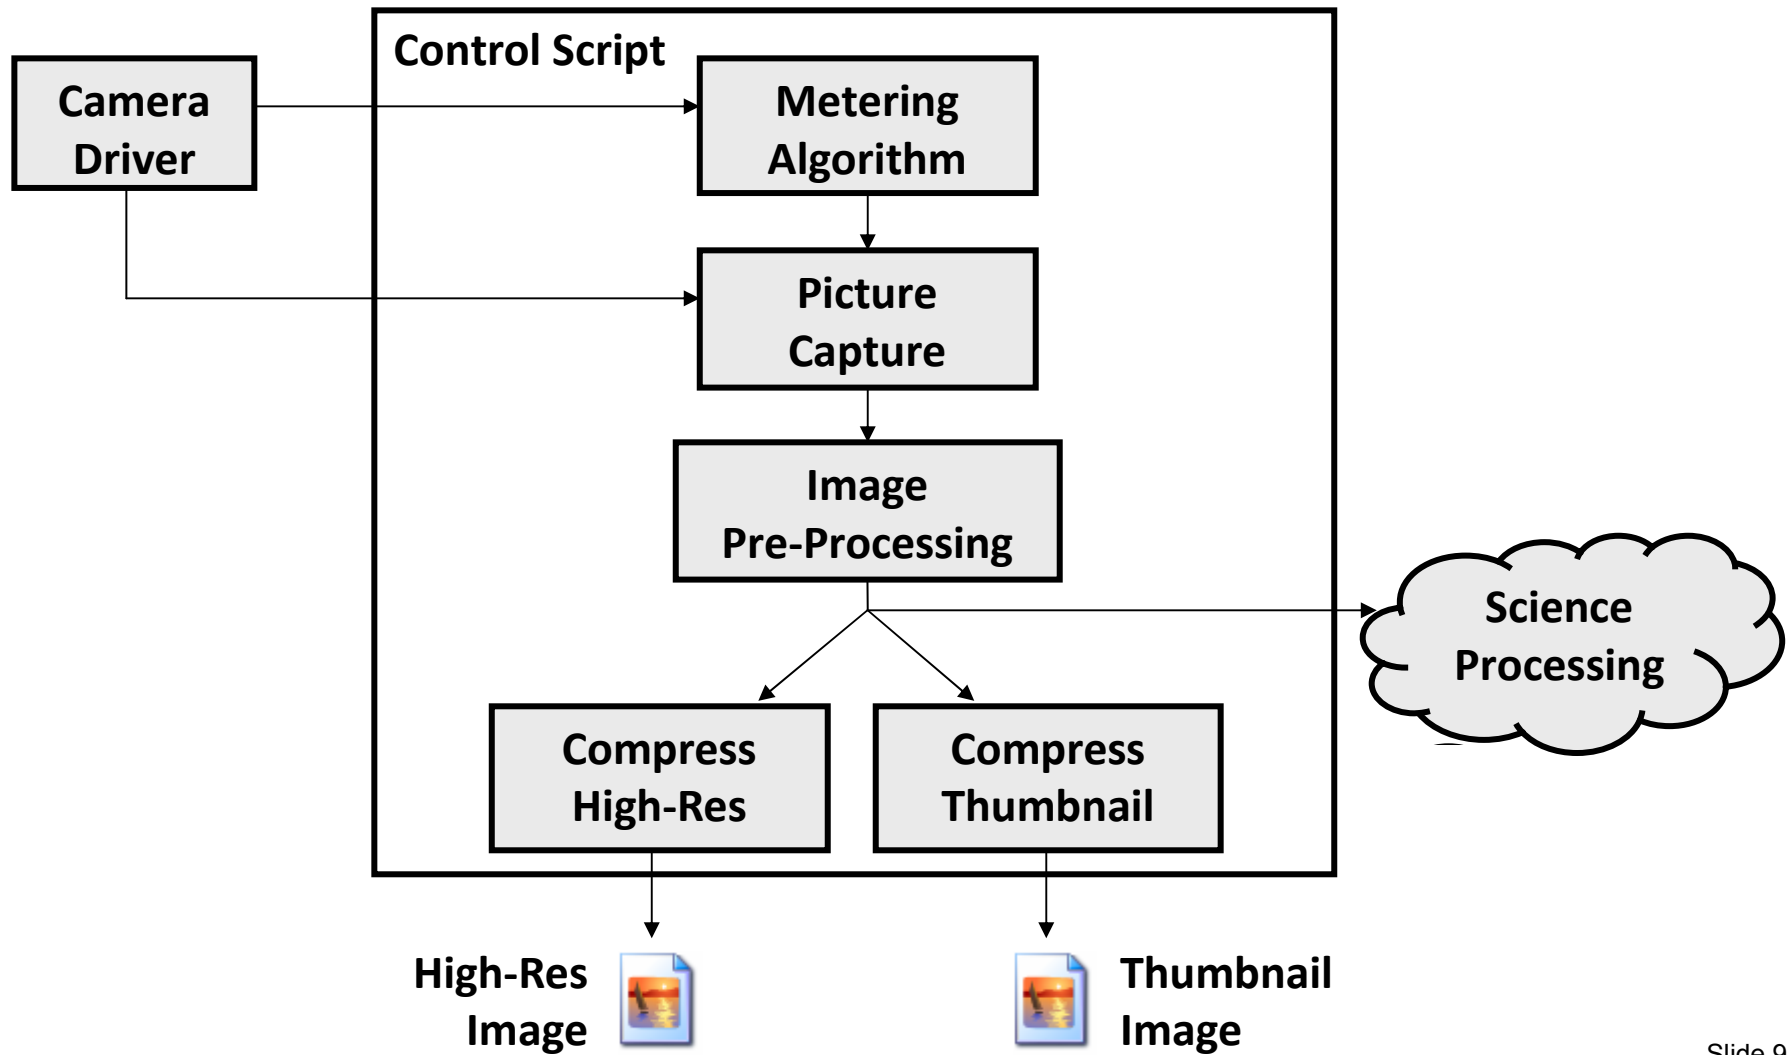 Control Script
Camera
Driver
Metering
Algorithm
Picture
Capture
Image
Pre-Processing
Science
Processing
Compress
High-Res
Compress
Thumbnail
High-Res
Image
Thumbnail
Image
Slide 9